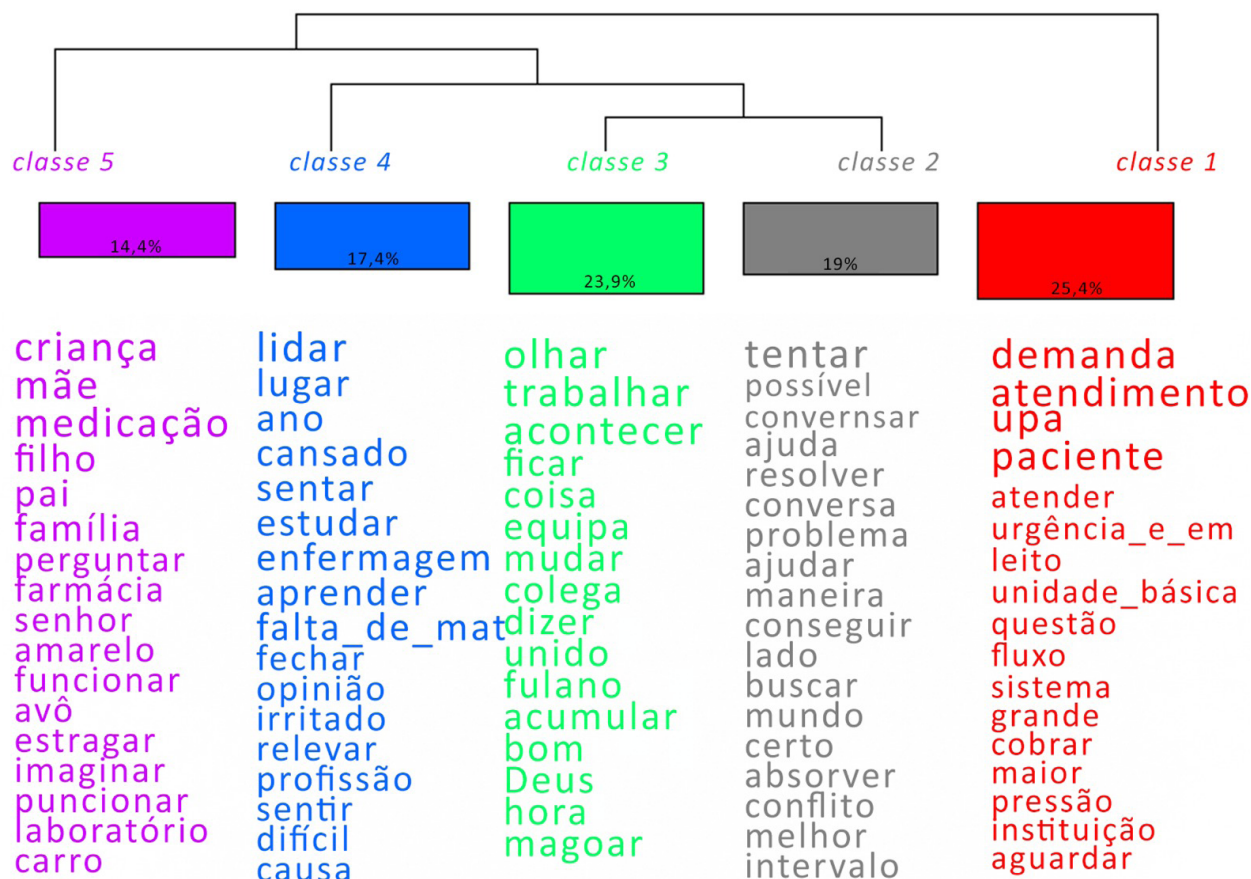 classe 5
classe 4
classe 3
classe 2
classe 1
14,4%
17,4%
23,9%
19%
25,4%
criança
mãe
medicação
filho
pai
família
perguntar
farmácia
senhor
amarelo
funcionar
avô
estragar
imaginar
puncionar
laboratório
carro
lidar
lugar
ano
cansado
sentar
estudar
enfermagem
aprender
falta_de_mat
fechar
opinião
irritado
relevar
profissão
sentir
difícil
causa
olhar
trabalhar
acontecer
ficar
coisa
equipa
mudar
colega
dizer
unido
fulano
acumular
bom
Deus
hora
magoar
tentar
possível
convernsar
ajuda
resolver
conversa
problema
ajudar
maneira
conseguir
lado
buscar
mundo
certo
absorver
conflito
melhor
intervalo
demanda
atendimento
upa
paciente
atender
urgência_e_em
leito
unidade_básica
questão
fluxo
sistema
grande
cobrar
maior
pressão
instituição
aguardar